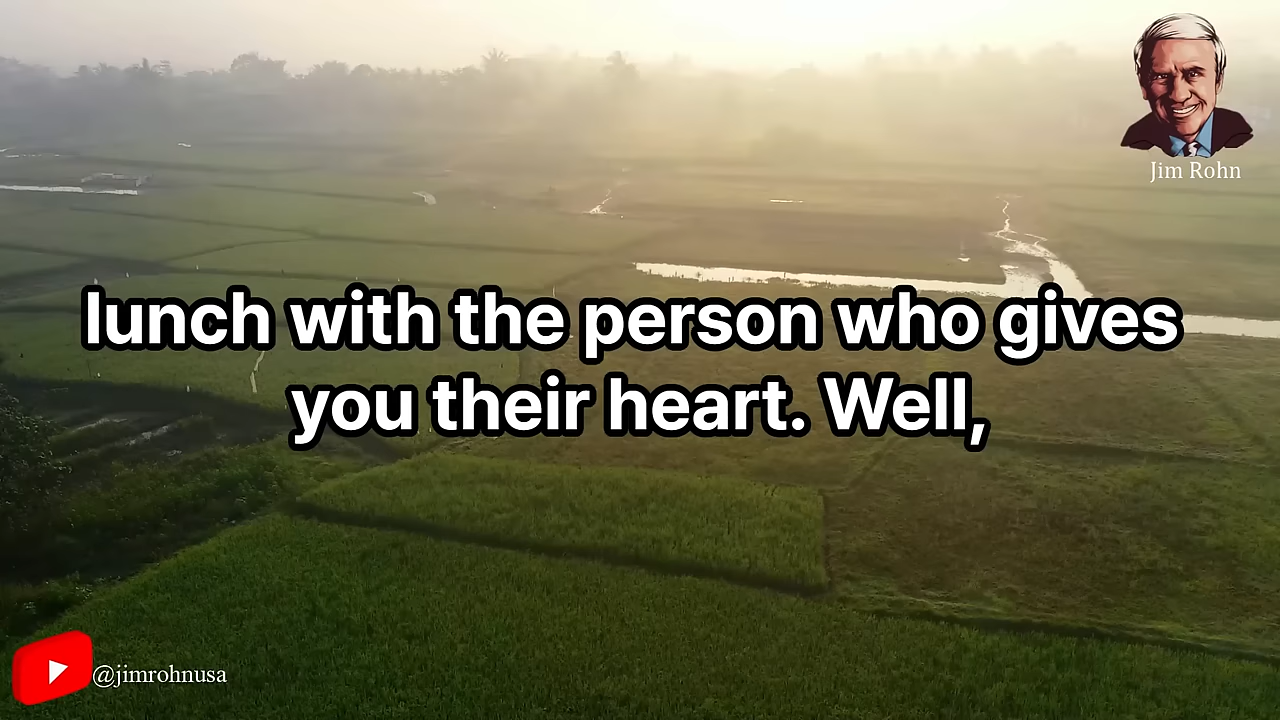 Jim Rohn
lunch with the person who gives
you their heart. Well,
@jimrohnusa